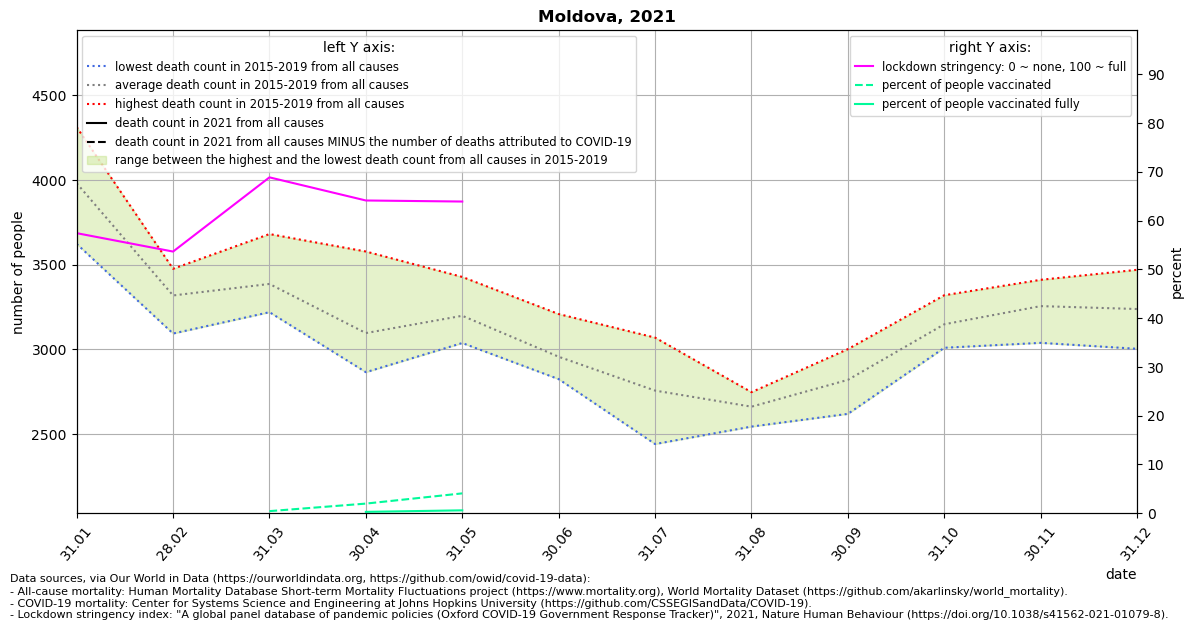 Moldova, 2021
left Y axis:
lowest death count in 2015-2019 from all causes
average death count in 2015-2019 from all causes
highest death count in 2015-2019 from all causes
death count in 2021 from all causes
death count in 2021 from all causes MINUS the number of deaths attributed to COVID-19
range between the highest and the lowest death count from all causes in 2015-2019
right Y axis:
lockdown stringency: 0 ~ none, 100 ~ full
percent of people vaccinated
percent of people vaccinated fully
number of people
4500
4000
3500
3000
2500
percent
90
80
70
60
50
40
30
20
10
0
31.01
28.02
31.03
30.04
31.05
30.06
31.07
31.08
30.09
31.10
30.11
31.12
date
Data sources, via Our World in Data (https://ourworldindata.org, https://github.com/owid/covid-19-data):
- All-cause mortality: Human Mortality Database Short-term Mortality Fluctuations project (https://www.mortality.org), World Mortality Dataset (https://github.com/akarlinsky/world_mortality).
- COVID-19 mortality: Center for Systems Science and Engineering at Johns Hopkins University (https://github.com/CSSEGISandData/COVID-19).
- Lockdown stringency index: "A global panel database of pandemic policies (Oxford COVID-19 Government Response Tracker)", 2021, Nature Human Behaviour (https://doi.org/10.1038/s41562-021-01079-8).